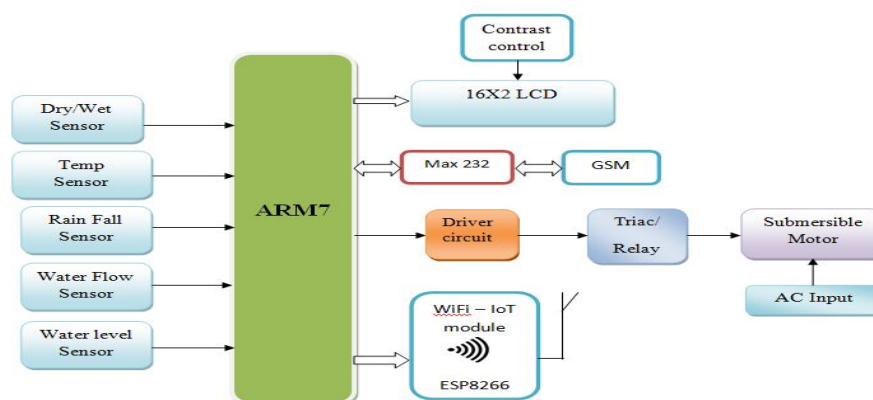 Contrast
control
16X2 LCD
Dry/Wet
Sensor
Temp
Sensor
Rain Fall
Sensor
Water Flow
Sensor
Water level
Sensor
ARM7
Max 232
GSM
Driver
circuit
Triac/
Relay
Submersible
Motor
AC Input
WiFi – IoT
module
ESP8266